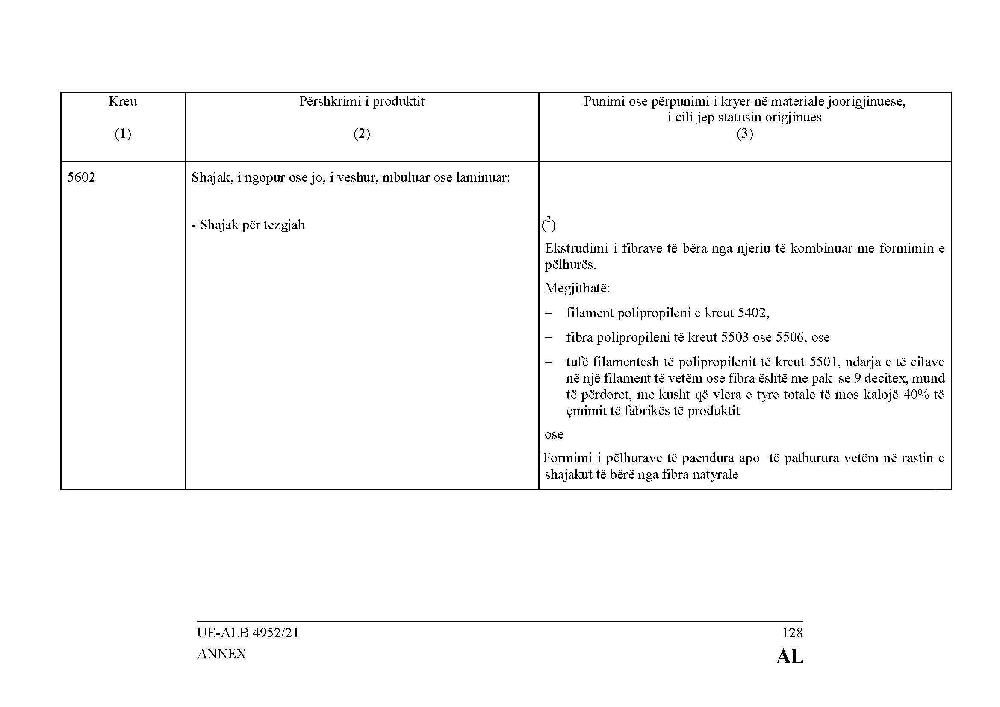 Kreu
(1)
Përshkrimi i produktit
(2)
Punimi ose përpunimi i kryer në materiale joorigjinuese,
i cili jep statusin origjinues
(3)
5602
Shajak, i ngopur ose jo, i veshur, mbuluar ose laminuar:
- Shajak për tezgjah
(²)
Ekstrudimi i fibrave të bëra nga njeriu të kombinuar me formimin e
pëlhurës.
Megjithatë:
– filament polipropileni e kreut 5402,
– fibra polipropileni të kreut 5503 ose 5506, ose
– tufë filamentesh të polipropilenit të kreut 5501, ndarja e të cilave
në një filament të vetëm ose fibra është me pak se 9 decitex, mund
të përdoret, me kusht që vlera e tyre totale të mos kalojë 40% të
çmimit të fabrikës të produktit
ose
Formimi i pëlhurave të paendura apo të pathurura vetëm në rastin e
shajakut të bërë nga fibra natyrale
UE-ALB 4952/21
128
ANNEX
AL